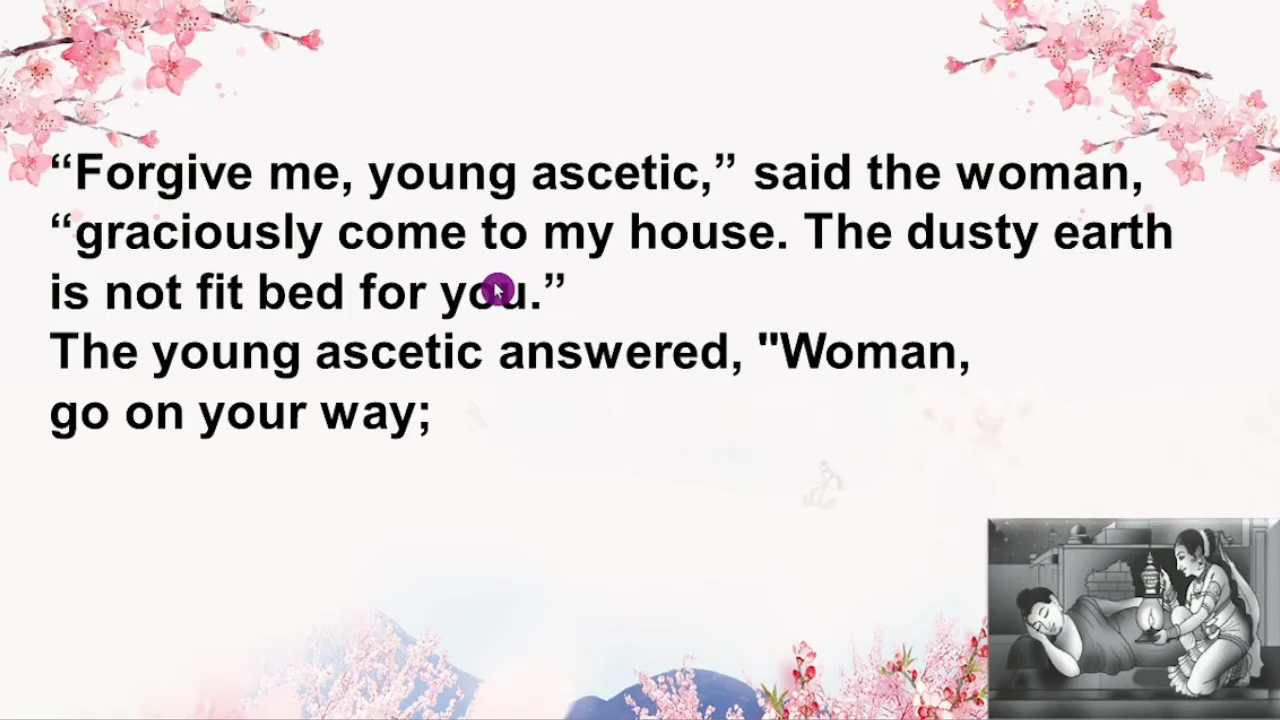 “Forgive me, young ascetic,” said the woman,
“graciously come to my house. The dusty earth
is not fit bed for you.”
The young ascetic answered, "Woman,
go on your way;